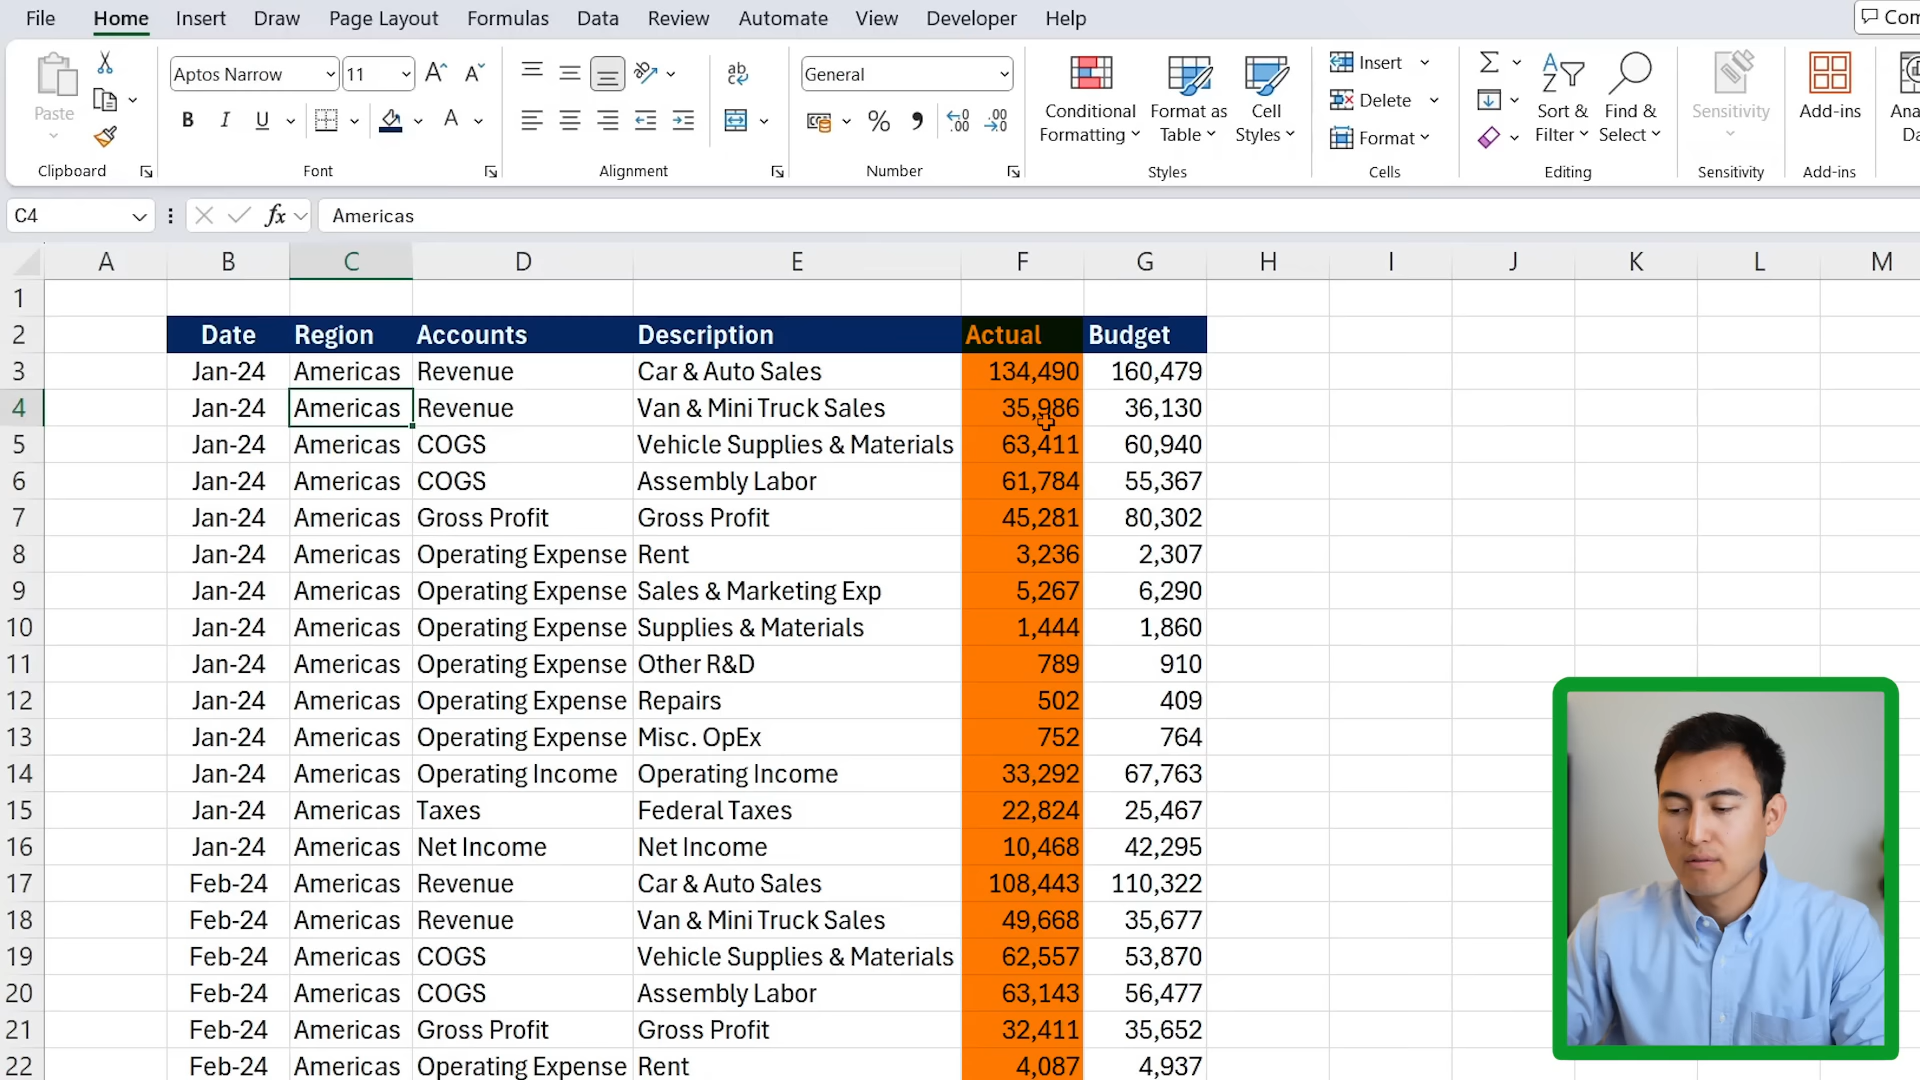 File Home Insert Draw Page Layout Formulas Data Review Automate View Developer Help
Paste
Clipboard
Aptos Narrow 11
B I U A
Font
ab
Alignment
General
% 9 .00 .00
Number
Conditional Formatting
Format as Table
Cell Styles
Styles
Insert
Delete
Format
Cells
Sort & Filter
Find & Select
Editing
Sensitivity
Sensitivity
Add-ins
Add-ins
C4 fx Americas
A B C D E F G H I J K L M
1
2 Date Region Accounts Description Actual Budget
3 Jan-24 Americas Revenue Car & Auto Sales 134,490 160,479
4 Jan-24 Americas Revenue Van & Mini Truck Sales 35,986 36,130
5 Jan-24 Americas COGS Vehicle Supplies & Materials 63,411 60,940
6 Jan-24 Americas COGS Assembly Labor 61,784 55,367
7 Jan-24 Americas Gross Profit Gross Profit 45,281 80,302
8 Jan-24 Americas Operating Expense Rent 3,236 2,307
9 Jan-24 Americas Operating Expense Sales & Marketing Exp 5,267 6,290
10 Jan-24 Americas Operating Expense Supplies & Materials 1,444 1,860
11 Jan-24 Americas Operating Expense Other R&D 789 910
12 Jan-24 Americas Operating Expense Repairs 502 409
13 Jan-24 Americas Operating Expense Misc. OpEx 752 764
14 Jan-24 Americas Operating Income Operating Income 33,292 67,763
15 Jan-24 Americas Taxes Federal Taxes 22,824 25,467
16 Jan-24 Americas Net Income Net Income 10,468 42,295
17 Feb-24 Americas Revenue Car & Auto Sales 108,443 110,322
18 Feb-24 Americas Revenue Van & Mini Truck Sales 49,668 35,677
19 Feb-24 Americas COGS Vehicle Supplies & Materials 62,557 53,870
20 Feb-24 Americas COGS Assembly Labor 63,143 56,477
21 Feb-24 Americas Gross Profit Gross Profit 32,411 35,652
22 Feb-24 Americas Operating Expense Rent 4,087 4,937